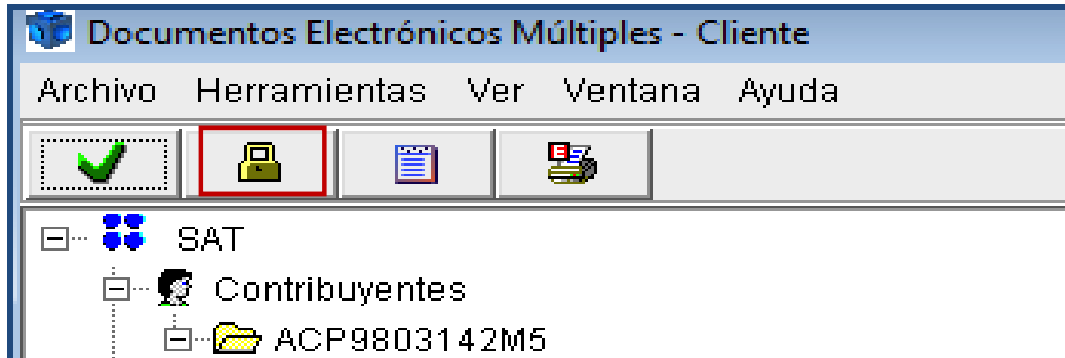 Documentos Electrónicos Múltiples - Cliente
Archivo Herramientas Ver Ventana Ayuda
E
SAT
Contribuyentes
ACP9803142M5